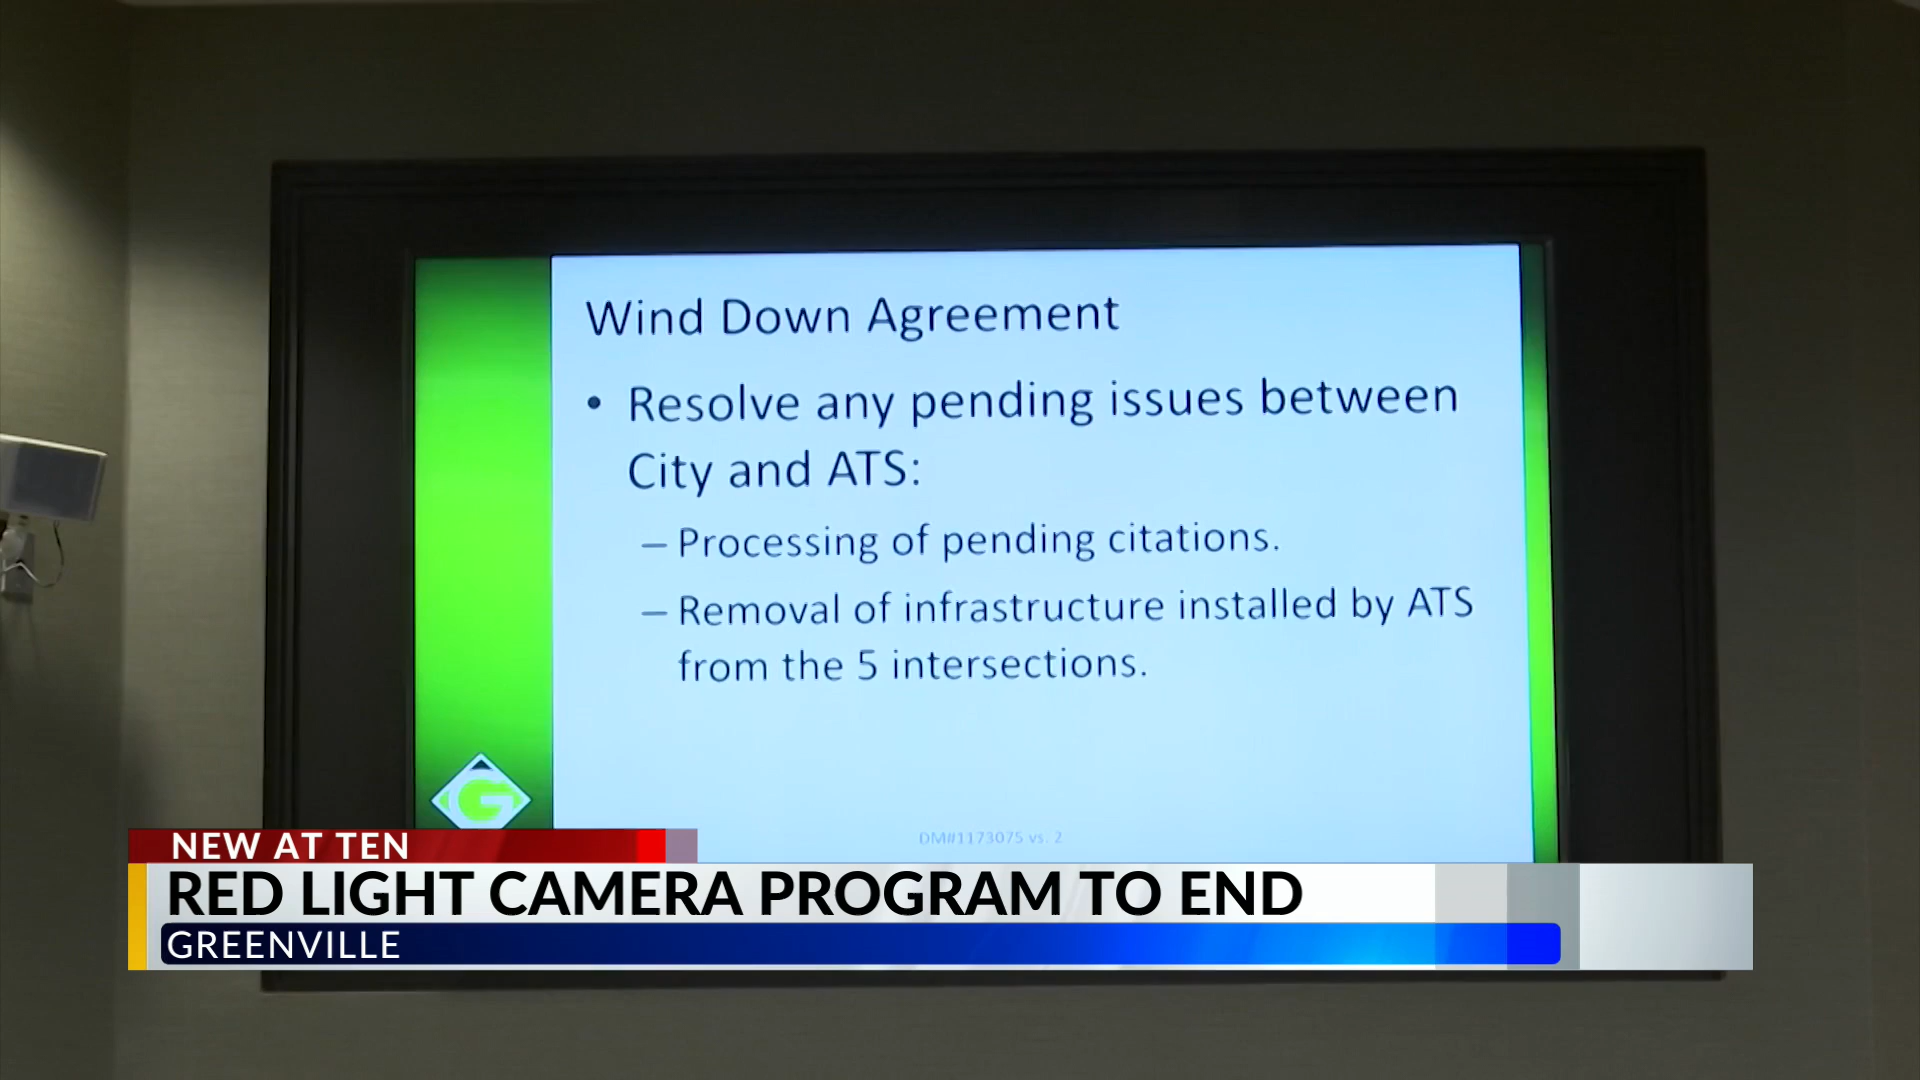 Wind Down Agreement
• Resolve any pending issues between
City and ATS:
– Processing of pending citations.
– Removal of infrastructure installed by ATS
from the 5 intersections.
G
DM#1173075 vs. 2
NEW AT TEN
RED LIGHT CAMERA PROGRAM TO END
GREENVILLE